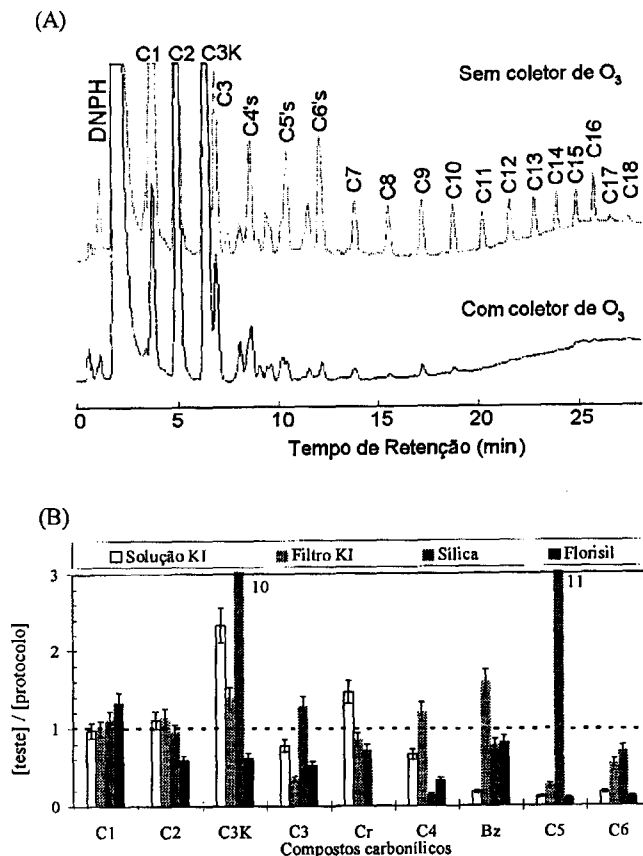 (A)
DNPH
C1 C2 C3K
C3
C4's
C5's
C6's
C7
C8
C9
C10
C11
C12
C13
C14
C15
C16
C17
C18
Sem coletor de O3
Com coletor de O3
0 5 10 15 20 25
Tempo de Retenção (min)
(B)
Solução KI Filtro KI Sílica Florisil
[teste] / [protocolo]
3
2
1
0
10
11
C1 C2 C3K C3 Cr C4 Bz C5 C6
Compostos carbonílicos